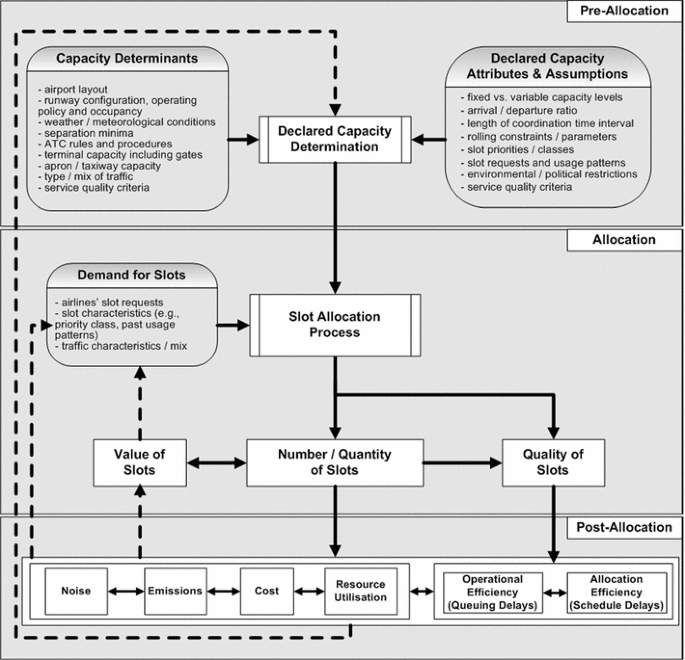 Pre-Allocation
Capacity Determinants
- airport layout
- runway configuration, operating
policy and occupancy
- weather / meteorological conditions
- separation minima
- ATC rules and procedures
- terminal capacity including gates
- apron / taxiway capacity
- type / mix of traffic
- service quality criteria
Declared Capacity
Determination
Declared Capacity
Attributes & Assumptions
- fixed vs. variable capacity levels
- arrival / departure ratio
- length of coordination time interval
- rolling constraints / parameters
- slot priorities / classes
- slot requests and usage patterns
- environmental / political restrictions
- service quality criteria
Allocation
Demand for Slots
- airlines' slot requests
- slot characteristics (e.g.,
priority class, past usage
patterns)
- traffic characteristics / mix
Slot Allocation
Process
Value of
Slots
Number / Quantity
of Slots
Quality of
Slots
Post-Allocation
Noise
Emissions
Cost
Resource
Utilisation
Operational
Efficiency
(Queuing Delays)
Allocation
Efficiency
(Schedule Delays)